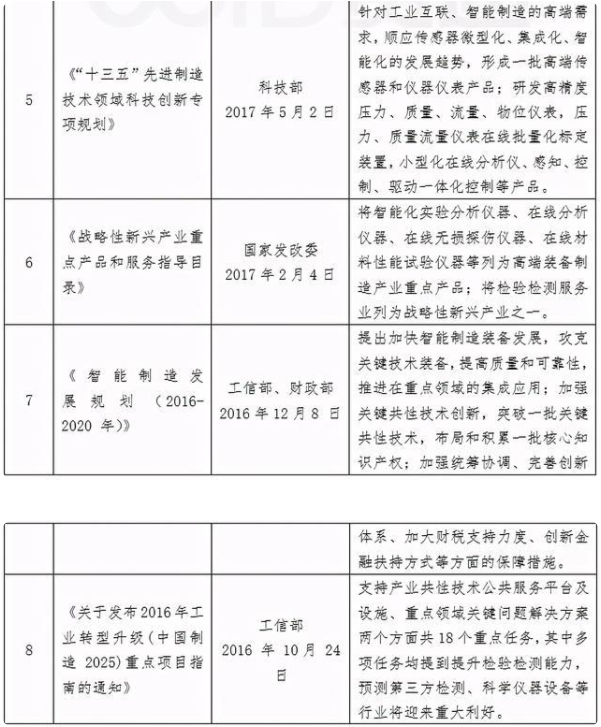 5
《“十三五”先进制造
技术领域科技创新专
项规划》
科技部
2017 年 5 月 2 日
针对工业互联、智能制造的高端需
求，顺应传感器微型化、集成化、智
能化的发展趋势，形成一批高端传
感器和仪器仪表产品；研发高精度
压力、质量、流量、物位仪表，压
力、质量流量仪表在线批量化标定
装置，小型化在线分析仪、感知、控
制、驱动一体化控制等产品。
6
《战略性新兴产业重
点产品和服务指导目
录》
国家发改委
2017 年 2 月 4 日
将智能化实验分析仪器、在线分析
仪器、在线无损探伤仪器、在线材
料性能试验仪器等列为高端装备制
造产业重点产品；将检验检测服务
业列为战略性新兴产业之一。
7
《智能制造发
展规划（2016-
2020 年）》
工信部、财政部
2016 年 12 月 8 日
提出加快智能制造装备发展，攻克
关键技术装备，提高质量和可靠性，
推进在重点领域的集成应用；加强
关键共性技术创新，突破一批关键
共性技术，布局和积累一批核心知
识产权；加强统筹协调、完善创新
体系、加大财税支持力度、创新金
融扶持方式等方面的保障措施。
8
《关于发布 2016 年工
业转型升级(中国制
造 2025)重点项目指
南的通知》
工信部
2016 年 10 月 24
日
支持产业共性技术公共服务平台及
设施、重点领域关键问题解决方案
两个方面共 18 个重点任务，其中多
项任务均提到提升检验检测能力，
预测第三方检测、科学仪器设备等
行业将迎来重大利好。